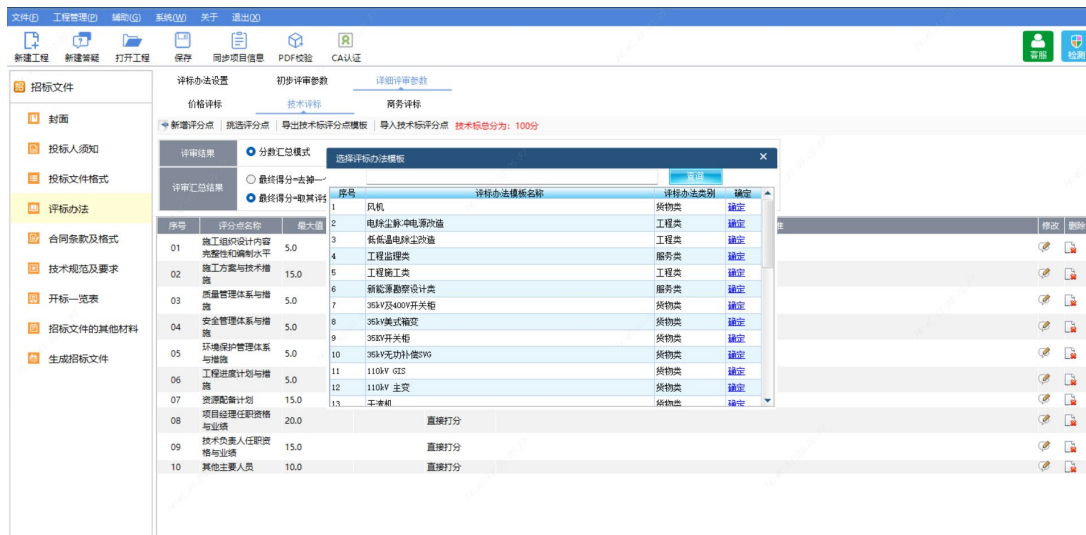 文件(F) 工程管理(P) 辅助(G) 系统(W) 关于 退出(X)
新建工程 新建答疑 打开工程 保存 同步项目信息 PDF校验 CA认证 客服 检测
招标文件
封面
投标人须知
投标文件格式
评标办法
合同条款及格式
技术规范及要求
开标一览表
招标文件的其他材料
生成招标文件
评标办法设置 初步评审参数 详细评审参数
价格评标 技术评标 商务评标
新增评分点 挑选评分点 导出技术标评分点模板 导入技术标评分点 技术标总分为: 100分
评审结果 分数汇总模式
评审汇总结果 最终得分=去掉一
最终得分=取其评
选择评标办法模板
查询
序号 评标办法模板名称 评标办法类别 确定
1 风机 货物类 确定
2 电除尘脉冲电源改造 工程类 确定
3 低低温电除尘改造 工程类 确定
4 工程监理类 服务类 确定
5 工程施工类 工程类 确定
6 新能源勘察设计类 服务类 确定
7 35kV及400V开关柜 货物类 确定
8 35kV美式箱变 货物类 确定
9 35KV开关柜 货物类 确定
10 35kV无功补偿SVG 货物类 确定
11 110kV GIS 货物类 确定
12 110kV 主变 货物类 确定
13 干渣机 货物类 确定
序号 评分点名称 最大值 准 修改 删除
01 施工组织设计内容完整性和编制水平 5.0
02 施工方案与技术措施 15.0
03 质量管理体系与措施 5.0
04 安全管理体系与措施 5.0
05 环境保护管理体系与措施 5.0
06 工程进度计划与措施 5.0
07 资源配备计划 15.0
08 项目经理任职资格与业绩 20.0 直接打分
09 技术负责人任职资格与业绩 15.0 直接打分
10 其他主要人员 10.0 直接打分